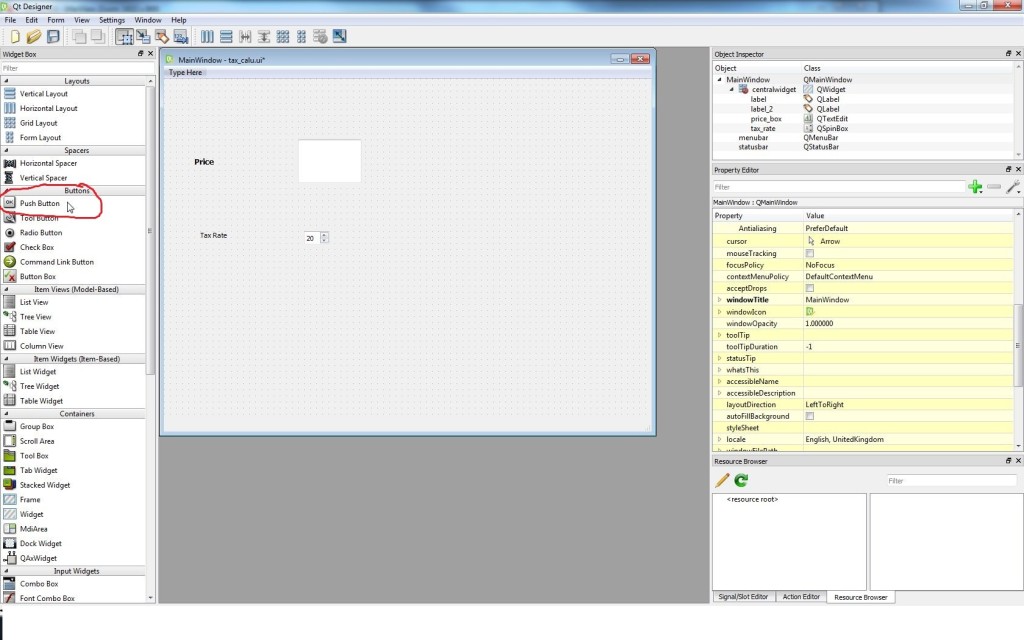 Qt Designer
File Edit Form View Settings Window Help
Widget Box
Filter
Layouts
Vertical Layout
Horizontal Layout
Grid Layout
Form Layout
Spacers
Horizontal Spacer
Vertical Spacer
Buttons
OK Push Button
Tool Button
Radio Button
Check Box
Command Link Button
Button Box
Item Views (Model-Based)
List View
Tree View
Table View
Column View
Item Widgets (Item-Based)
List Widget
Tree Widget
Table Widget
Containers
Group Box
Scroll Area
Tool Box
Tab Widget
Stacked Widget
Frame
Widget
MdiArea
Dock Widget
QAxWidget
Input Widgets
Combo Box
Font Combo Box
MainWindow - tax_calu.ui*
Type Here
Price
Tax Rate
20
Object Inspector
Object Class
MainWindow QMainWindow
centralwidget QWidget
label QLabel
label_2 QLabel
price_box QTextEdit
tax_rate QSpinBox
menubar QMenuBar
statusbar QStatusBar
Property Editor
Filter
MainWindow : QMainWindow
Property Value
Antialiasing PreferDefault
cursor Arrow
mouseTracking
focusPolicy NoFocus
contextMenuPolicy DefaultContextMenu
acceptDrops
windowTitle MainWindow
windowIcon
windowOpacity 1.000000
toolTip
toolTipDuration -1
statusTip
whatsThis
accessibleName
accessibleDescription
layoutDirection LeftToRight
autoFillBackground
styleSheet
locale English, UnitedKingdom
windowFilePath
Resource Browser
Filter
<resource root>
Signal/Slot Editor Action Editor Resource Browser